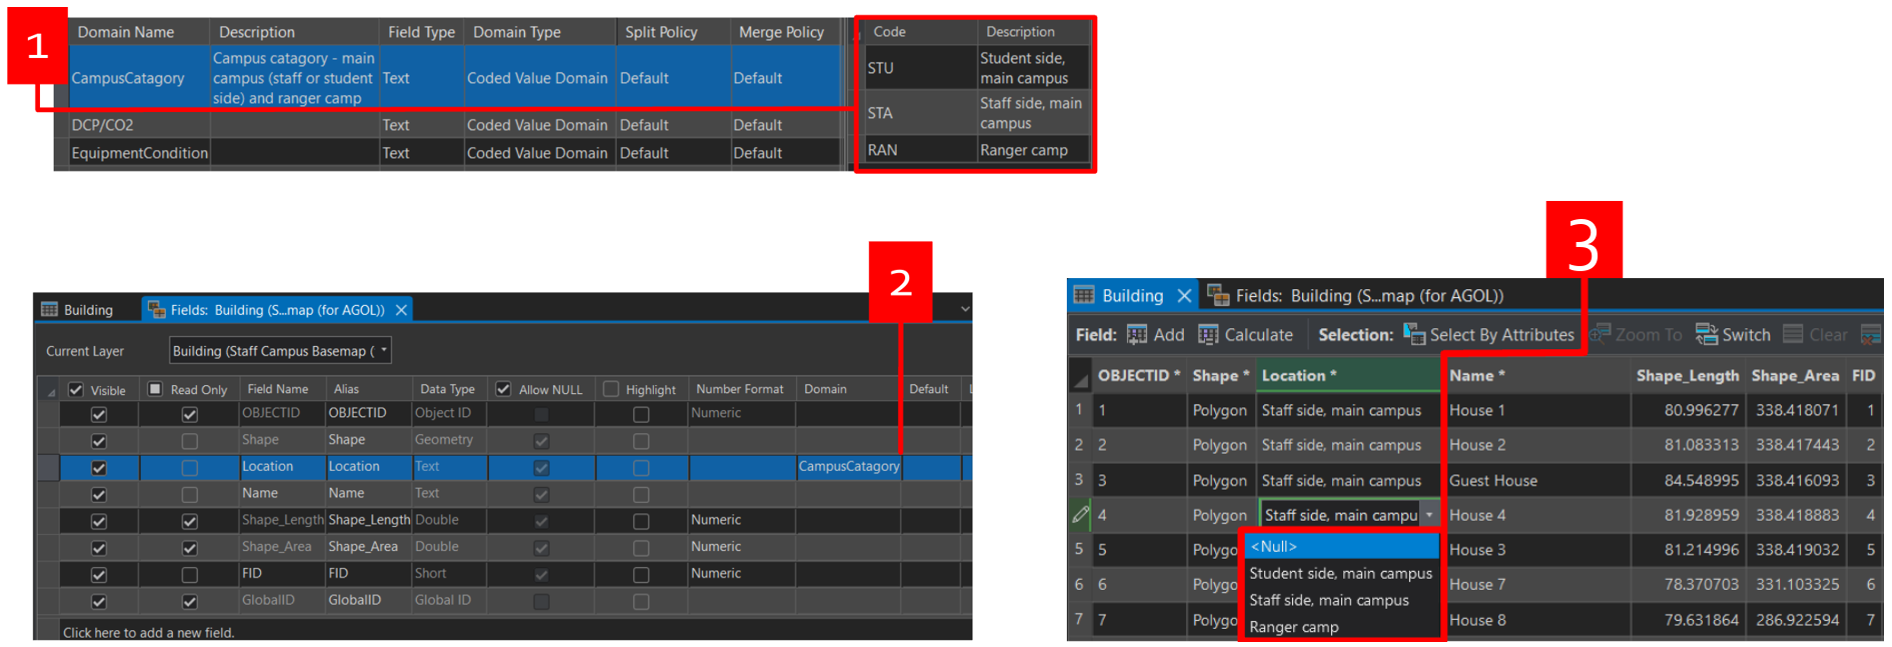 1
Domain Name Description Field Type Domain Type Split Policy Merge Policy
CampusCatagory Campus catagory - main campus (staff or student side) and ranger camp Text Coded Value Domain Default Default
DCP/CO2 Text Coded Value Domain Default Default
EquipmentCondition Text Coded Value Domain Default Default
Code Description
STU Student side, main campus
STA Staff side, main campus
RAN Ranger camp
2
Building Fields: Building (S...map (for AGOL))
Current Layer Building (Staff Campus Basemap (
Visible Read Only Field Name Alias Data Type Allow NULL Highlight Number Format Domain Default
OBJECTID OBJECTID Object ID Numeric
Shape Shape Geometry
Location Location Text CampusCatagory
Name Name Text
Shape_Length Shape_Length Double Numeric
Shape_Area Shape_Area Double Numeric
FID FID Short Numeric
GlobalID GlobalID Global ID
Click here to add a new field.
3
Building Fields: Building (S...map (for AGOL))
Field: Add Calculate Selection: Select By Attributes Zoom To Switch Clear
OBJECTID * Shape * Location * Name * Shape_Length Shape_Area FID
1 1 Polygon Staff side, main campus House 1 80.996277 338.418071 1
2 2 Polygon Staff side, main campus House 2 81.083313 338.417443 2
3 3 Polygon Staff side, main campus Guest House 84.548995 338.416093 3
4 Polygon Staff side, main campu House 4 81.928959 338.418883 4
5 5 Polygo House 3 81.214996 338.419032 5
6 6 Polygo House 7 78.370703 331.103325 6
7 7 Polygo House 8 79.631864 286.922594 7
<Null>
Student side, main campus
Staff side, main campus
Ranger camp